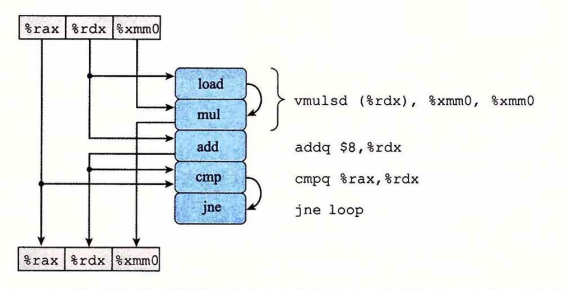 %rax %rdx %xmm0
load
mul
vmulsd (%rdx), %xmm0, %xmm0
add
addq $8,%rdx
cmp
cmpq %rax,%rdx
jne
jne loop
%rax %rdx %xmm0